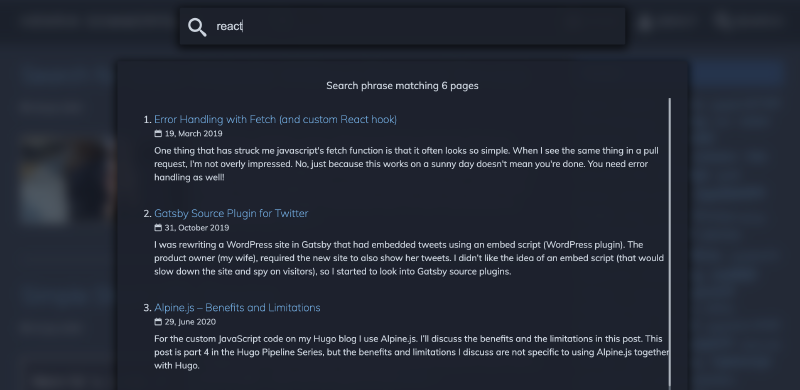 react
Search phrase matching 6 pages
1. Error Handling with Fetch (and custom React hook)
19, March 2019
One thing that has struck me javascript's fetch function is that it often looks so simple. When I see the same thing in a pull
request, I'm not overly impressed. No, just because this works on a sunny day doesn't mean you're done. You need error
handling as well!
2. Gatsby Source Plugin for Twitter
31, October 2019
I was rewriting a WordPress site in Gatsby that had embedded tweets using an embed script (WordPress plugin). The
product owner (my wife), required the new site to also show her tweets. I didn't like the idea of an embed script (that would
slow down the site and spy on visitors), so I started to look into Gatsby source plugins.
3. Alpine.js – Benefits and Limitations
29, June 2020
For the custom JavaScript code on my Hugo blog I use Alpine.js. I'll discuss the benefits and the limitations in this post. This
post is part 4 in the Hugo Pipeline Series, but the benefits and limitations I discuss are not specific to using Alpine.js together
with Hugo.